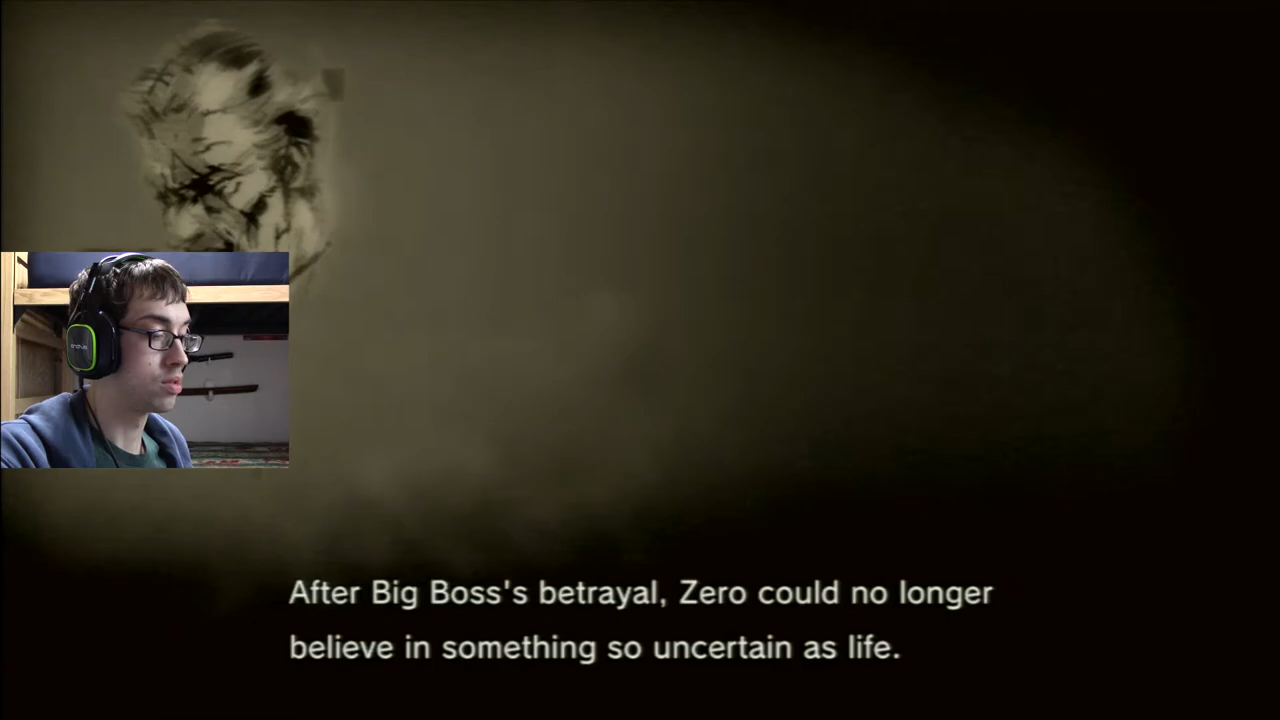 After Big Boss's betrayal, Zero could no longer
believe in something so uncertain as life.